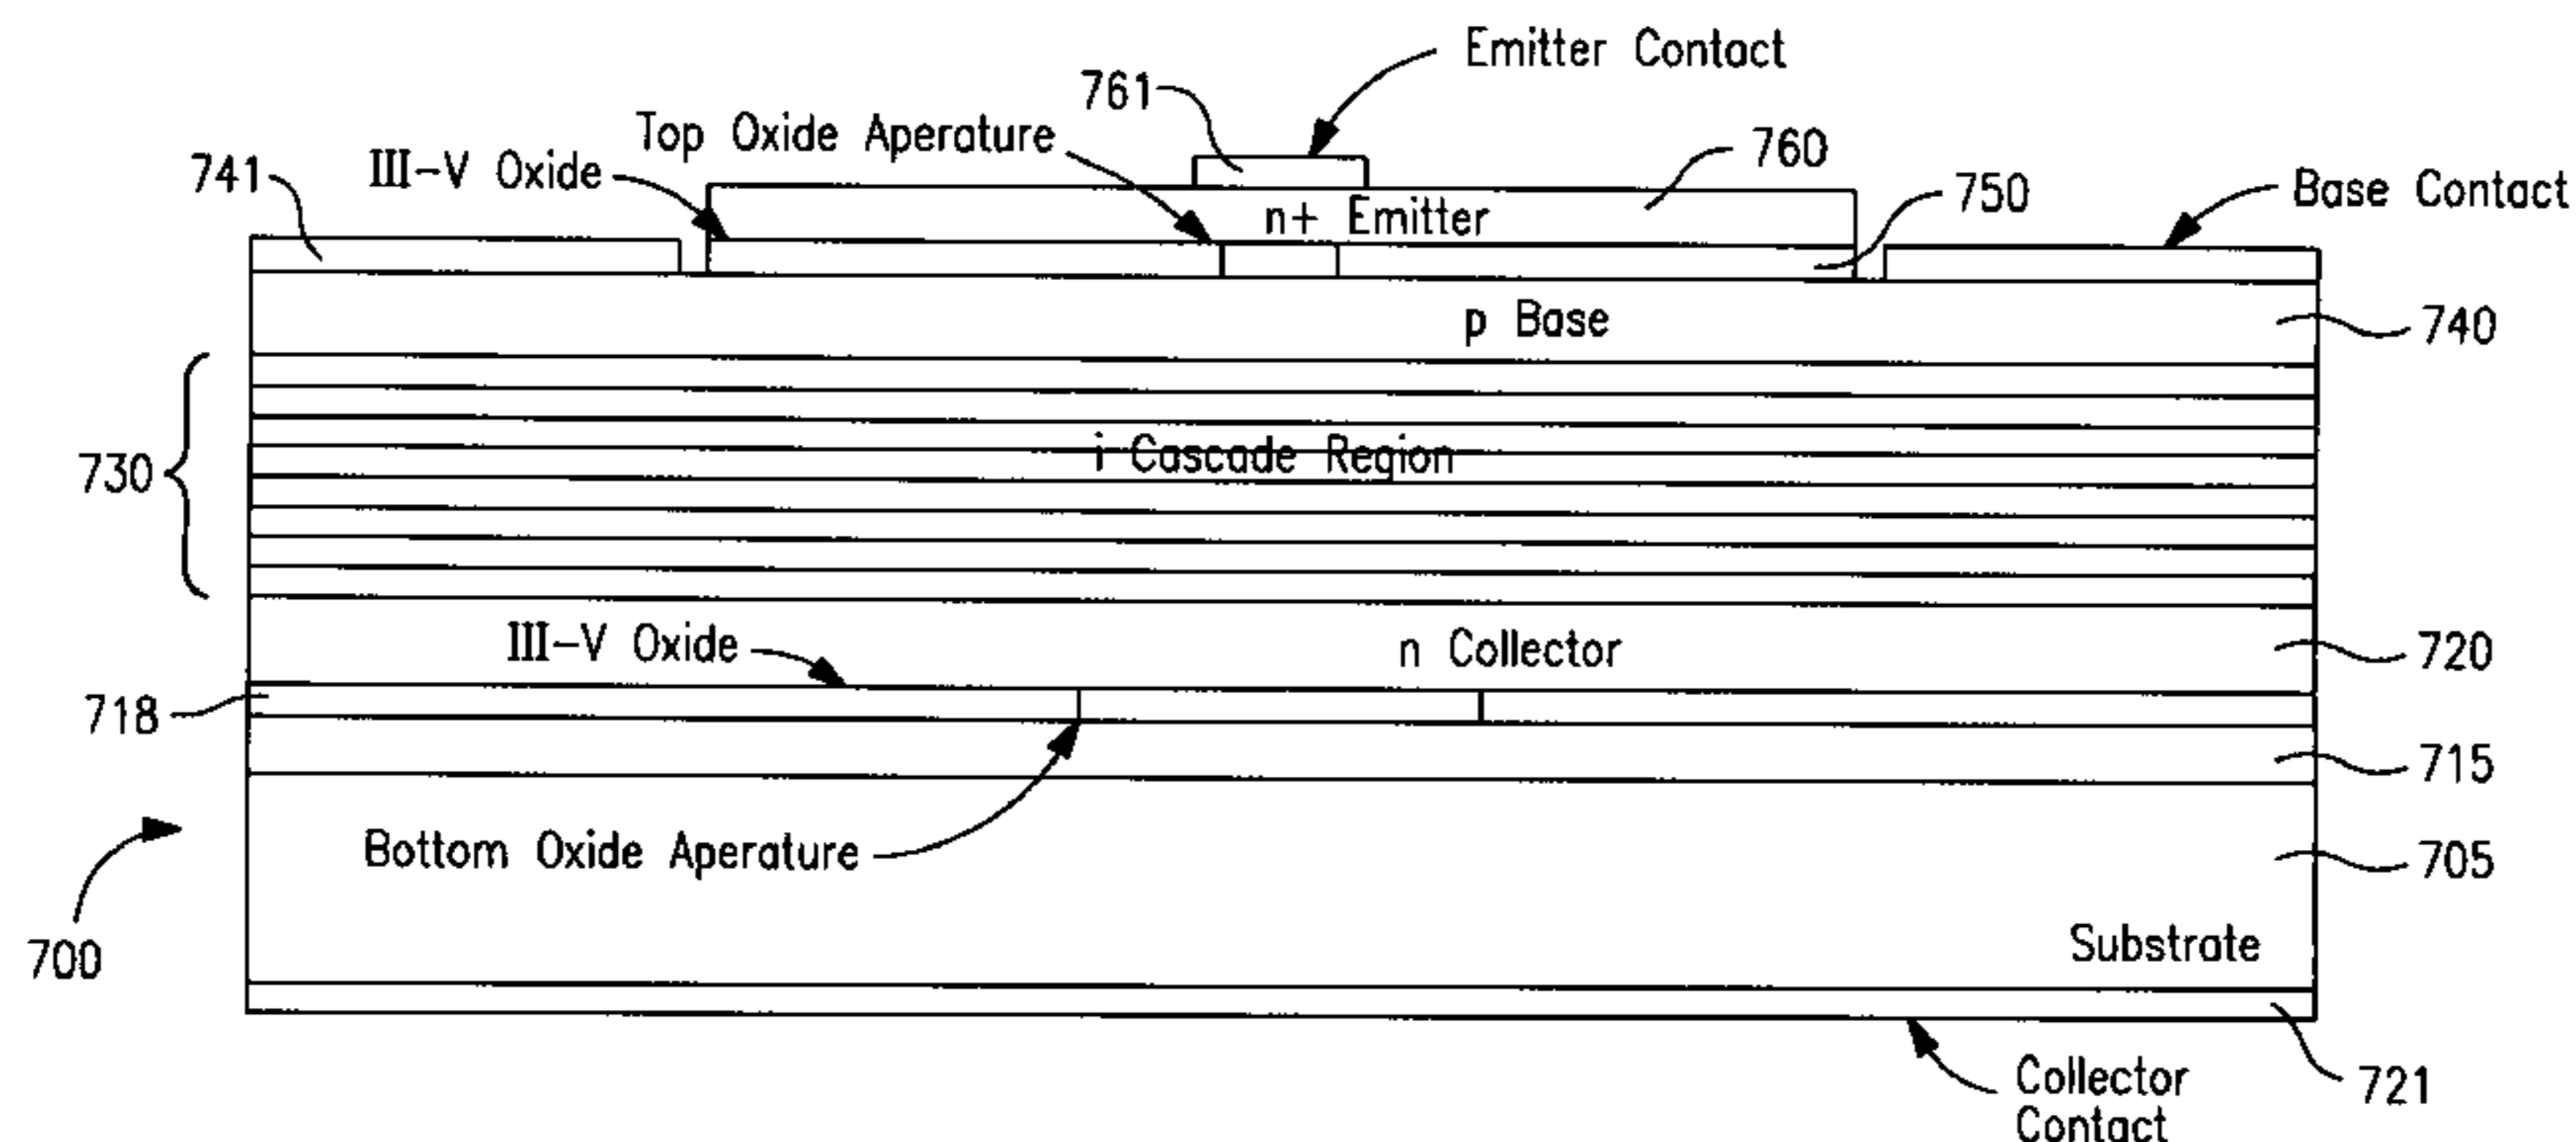 Emitter Contact
761
Top Oxide Aperature
760
III-V Oxide
741
750
Base Contact
n+ Emitter
p Base
740
i Cascade Region
730
III-V Oxide
n Collector
720
718
715
Bottom Oxide Aperature
705
700
Substrate
Collector
Contact
721